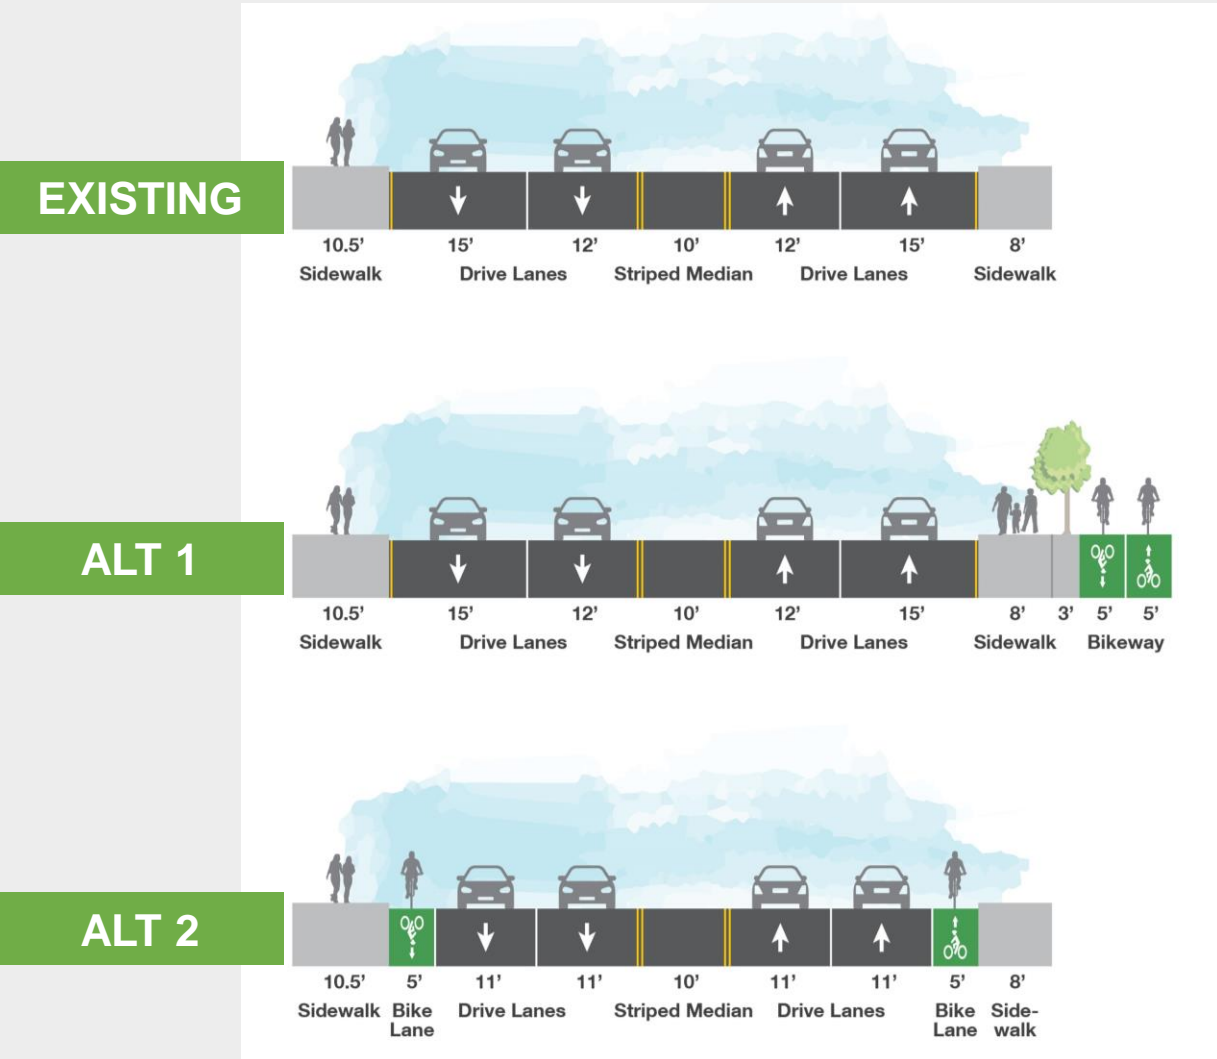 EXISTING
10.5’ 15’ 12’ 10’ 12’ 15’ 8’
Sidewalk Drive Lanes Striped Median Drive Lanes Sidewalk
ALT 1
10.5’ 15’ 12’ 10’ 12’ 15’ 8’ 3’ 5’ 5’
Sidewalk Drive Lanes Striped Median Drive Lanes Sidewalk Bikeway
ALT 2
10.5’ 5’ 11’ 11’ 10’ 11’ 11’ 5’ 8’
Sidewalk Bike Drive Lanes Striped Median Drive Lanes Bike Side-
Lane Lane walk